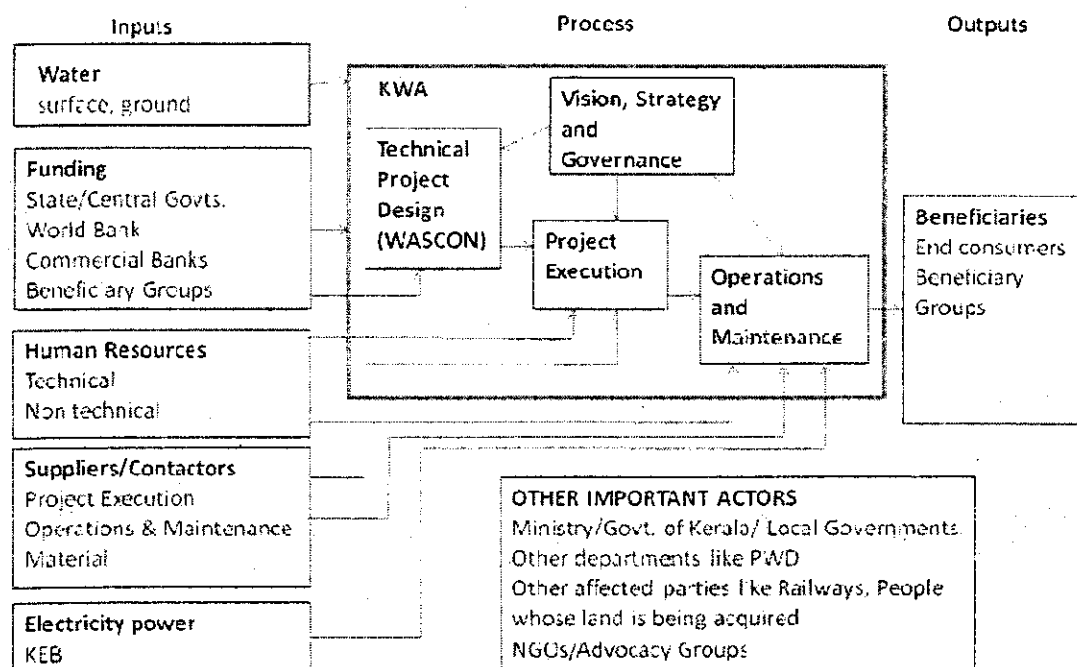 Inputs
Process
Outputs
Water
surface, ground
Funding
State/Central Govts.
World Bank
Commercial Banks
Beneficiary Groups
Human Resources
Technical
Non technical
Suppliers/Contactors
Project Execution
Operations & Maintenance
Material
Electricity power
KEB
KWA
Technical
Project
Design
(WASCON)
Vision, Strategy
and
Governance
Project
Execution
Operations
and
Maintenance
Beneficiaries
End consumers
Beneficiary
Groups
OTHER IMPORTANT ACTORS
Ministry/Govt. of Kerala/ Local Governments
Other departments like PWD
Other affected parties like Railways, People
whose land is being acquired
NGOs/Advocacy Groups